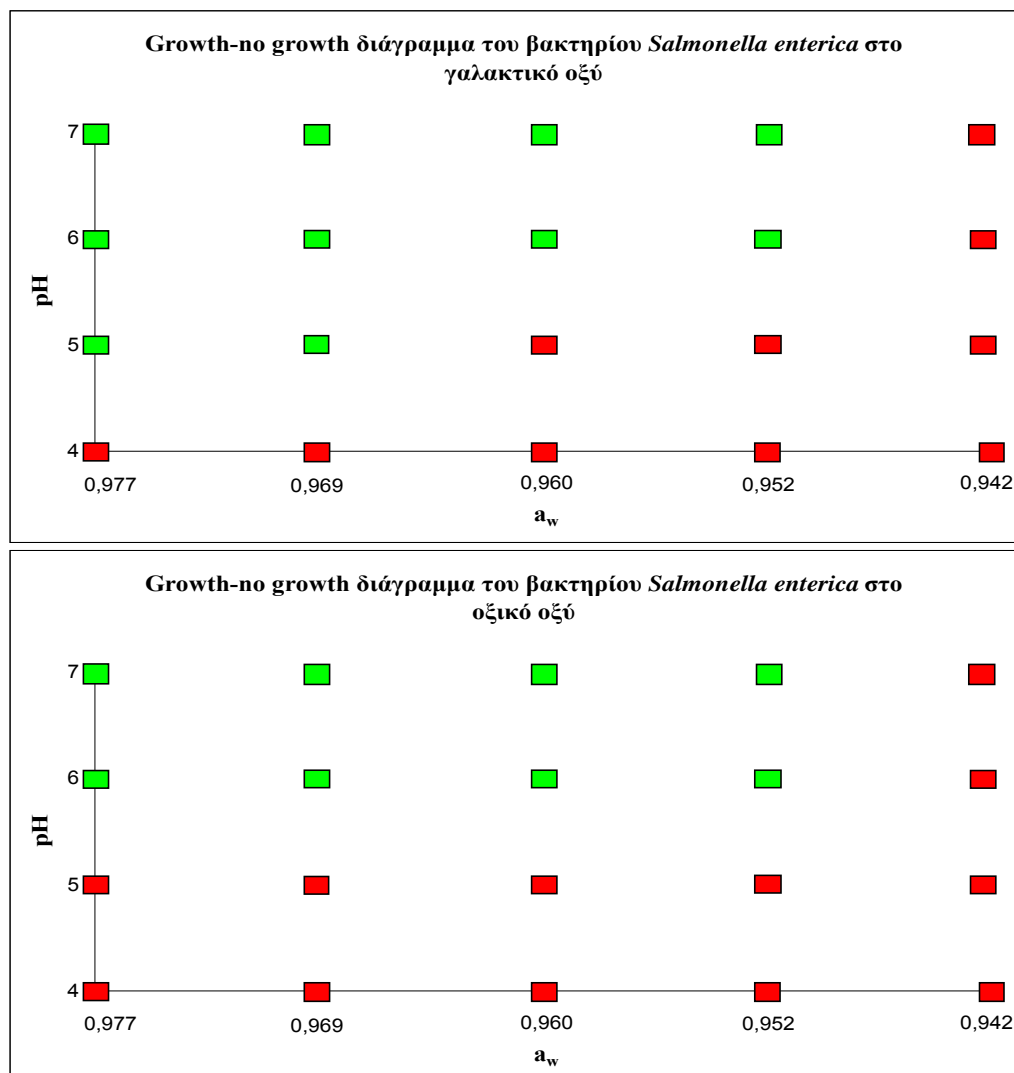 Growth-no growth διάγραμμα του βακτηρίου Salmonella enterica στο
γαλακτικό οξύ
7
6
pH
5
4
0,977 0,969 0,960 0,952 0,942
aw
Growth-no growth διάγραμμα του βακτηρίου Salmonella enterica στο
οξικό οξύ
7
6
pH
5
4
0,977 0,969 0,960 0,952 0,942
aw